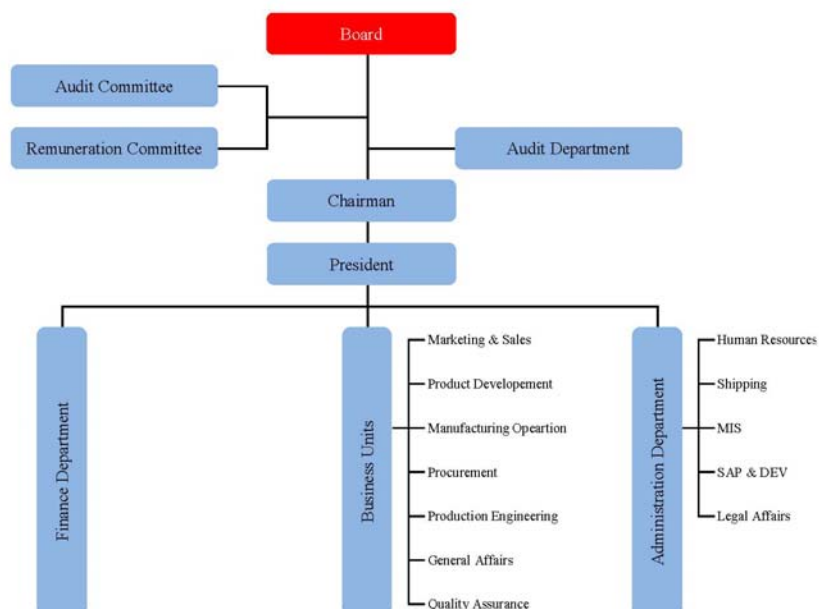 Board
Audit Committee
Remuneration Committee
Audit Department
Chairman
President
Finance Department
Business Units
Marketing & Sales
Product Developement
Manufacturing Opeartion
Procurement
Production Engineering
General Affairs
Quality Assurance
Administration Department
Human Resources
Shipping
MIS
SAP & DEV
Legal Affairs